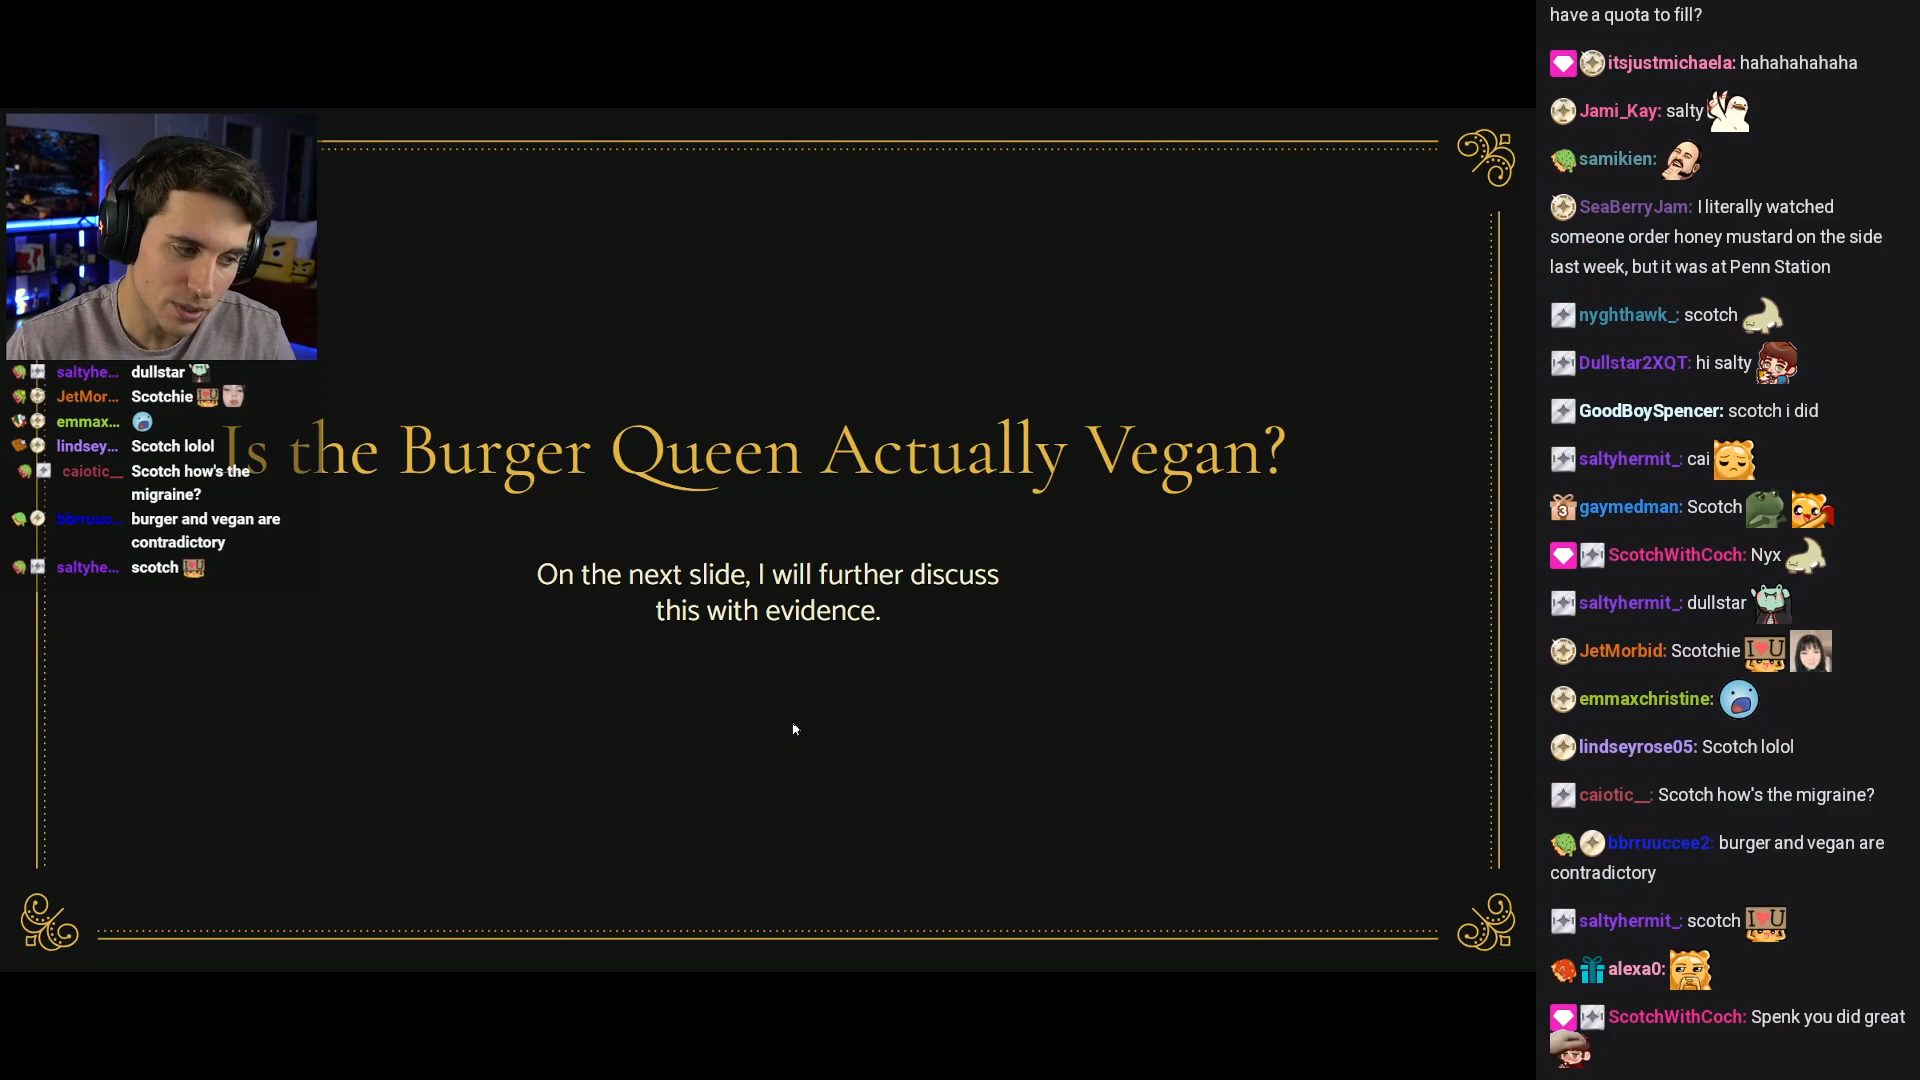 saltyhe... dullstar
JetMor... Scotchie
emmax...
lindsey... Scotch lolol
caiotic__ Scotch how's the
migraine?
bbrruuc... burger and vegan are
contradictory
saltyhe... scotch
Is the Burger Queen Actually Vegan?
On the next slide, I will further discuss
this with evidence.
have a quota to fill?
itsjustmichaela: hahahahahaha
Jami_Kay: salty
samikien:
SeaBerryJam: I literally watched
someone order honey mustard on the side
last week, but it was at Penn Station
nyghthawk_: scotch
Dullstar2XQT: hi salty
GoodBoySpencer: scotch i did
saltyhermit_: cai
3 gaymedman: Scotch
ScotchWithCoch: Nyx
saltyhermit_: dullstar
JetMorbid: Scotchie I U
emmaxchristine:
lindseyrose05: Scotch lolol
caiotic__: Scotch how's the migraine?
bbrruuccee2: burger and vegan are
contradictory
saltyhermit_: scotch I U
alexa0:
ScotchWithCoch: Spenk you did great